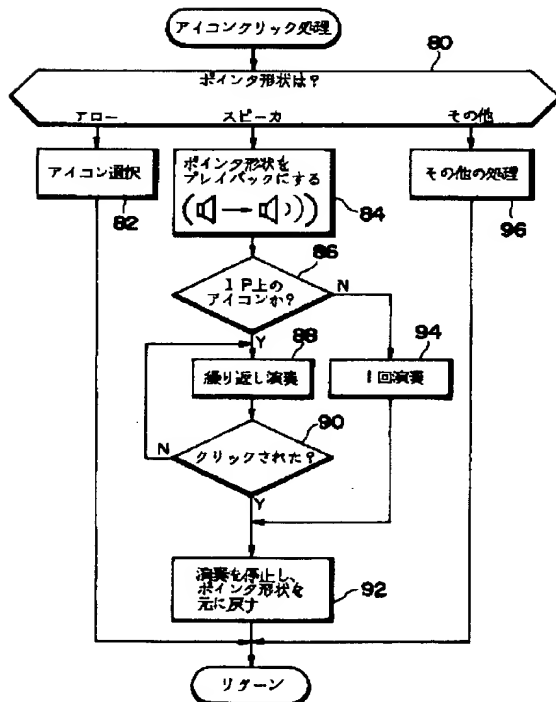 アイコンクリック処理
80
ポインタ形状は?
アロー
スピーカ
その他
アイコン選択
82
ポインタ形状を
プレイバックにする
84
その他の処理
96
86
IP上の
アイコンか?
N
Y
88
繰り返し演奏
94
1回演奏
90
N
クリックされた?
Y
演奏を停止し、
ポインタ形状を
元に戻す
92
リターン